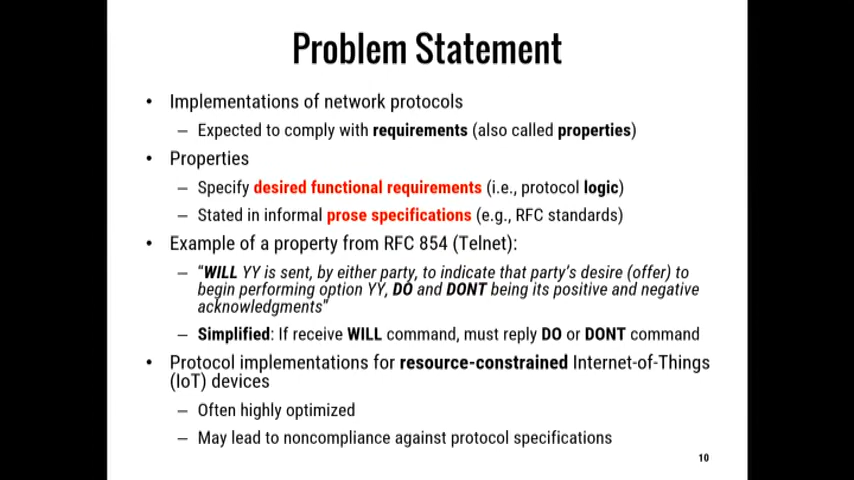 Problem Statement
• Implementations of network protocols
– Expected to comply with requirements (also called properties)
• Properties
– Specify desired functional requirements (i.e., protocol logic)
– Stated in informal prose specifications (e.g., RFC standards)
• Example of a property from RFC 854 (Telnet):
– "WILL YY is sent, by either party, to indicate that party's desire (offer) to
begin performing option YY, DO and DONT being its positive and negative
acknowledgments"
– Simplified: If receive WILL command, must reply DO or DONT command
• Protocol implementations for resource-constrained Internet-of-Things
(IoT) devices
– Often highly optimized
– May lead to noncompliance against protocol specifications
10